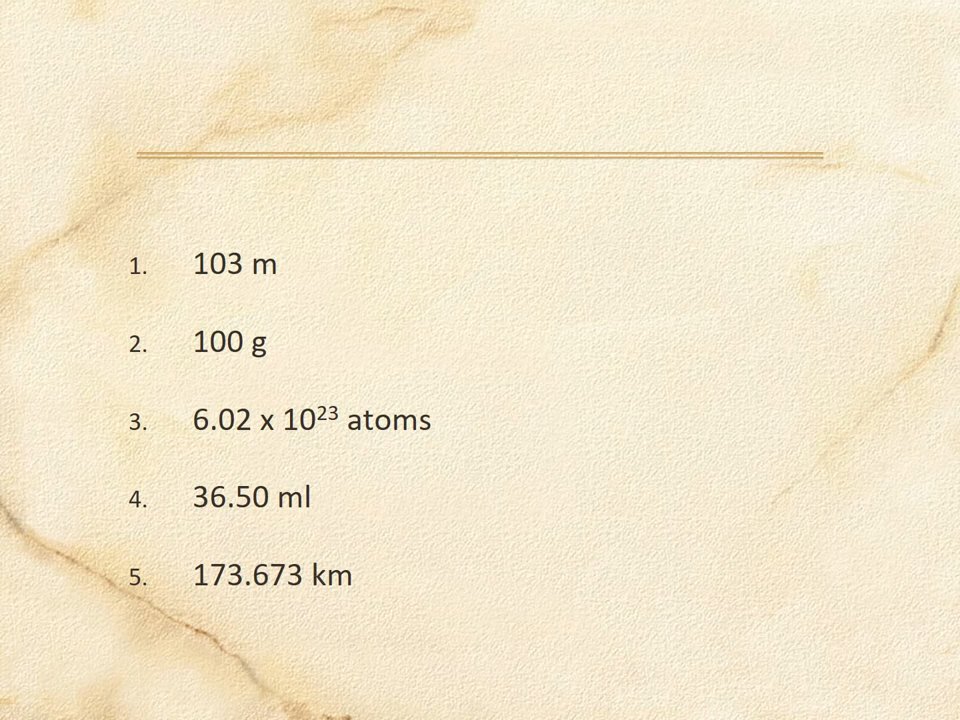 1. 103 m
2. 100 g
3. 6.02 x 10²³ atoms
4. 36.50 ml
5. 173.673 km